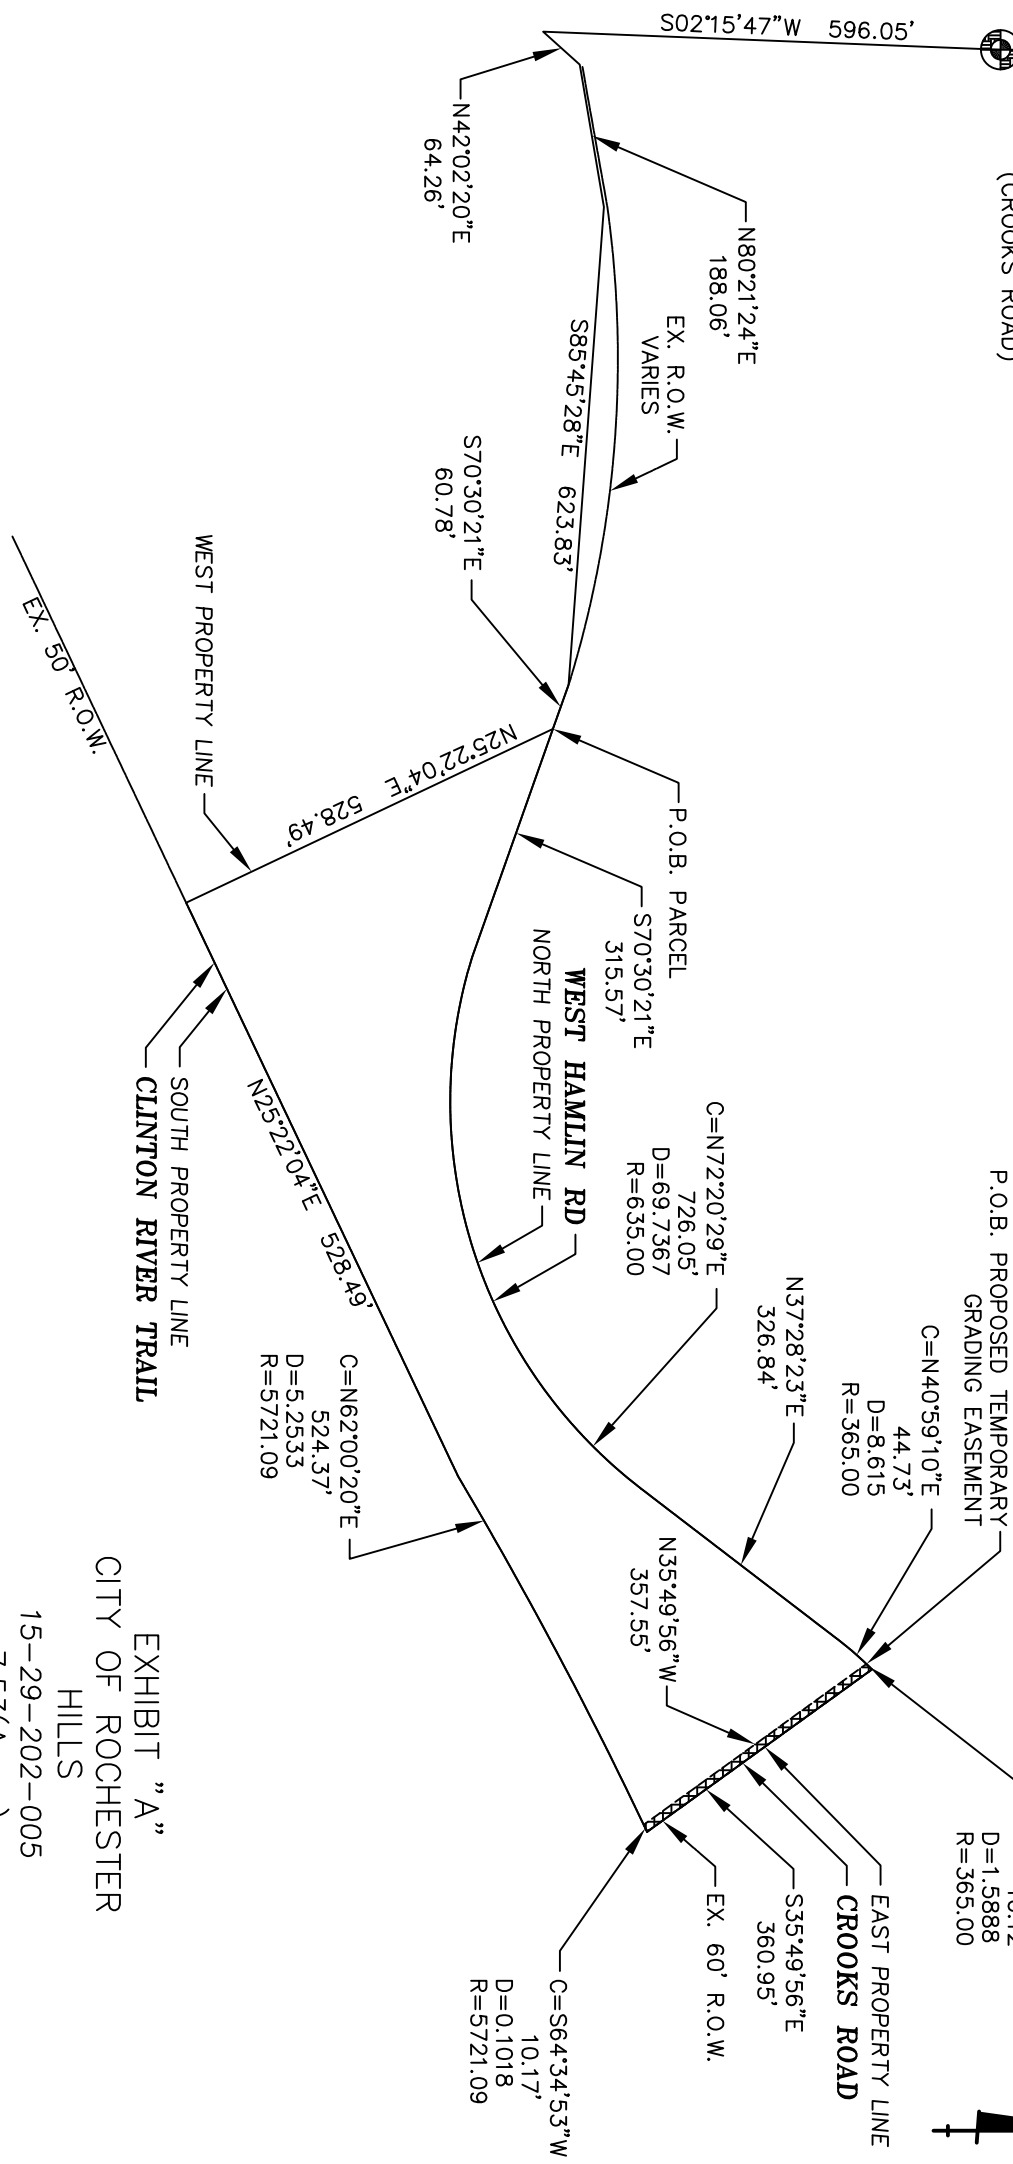 (CROOKS ROAD)
S02°15'47"W 596.05'
N42°02'20"E
64.26'
N80°21'24"E
188.06'
EX. R.O.W.
VARIES
S85°45'28"E 623.83'
S70°30'21"E
60.78'
P.O.B. PARCEL
S70°30'21"E
315.57'
WEST PROPERTY LINE
N25°22'04"E 528.49'
EX. 50' R.O.W.
WEST HAMLIN RD
NORTH PROPERTY LINE
SOUTH PROPERTY LINE
CLINTON RIVER TRAIL
N25°22'04"E 528.49'
C=N72°20'29"E
726.05'
D=69.7367
R=635.00
N37°28'23"E
326.84'
P.O.B. PROPOSED TEMPORARY
GRADING EASEMENT
C=N40°59'10"E
44.73'
D=8.615
R=365.00
C=N62°00'20"E
524.37'
D=5.2533
R=5721.09
N35°49'56"W
357.55'
D=1.5888
R=365.00
EAST PROPERTY LINE
CROOKS ROAD
S35°49'56"E
360.95'
EX. 60' R.O.W.
C=S64°34'53"W
10.17'
D=0.1018
R=5721.09
EXHIBIT "A"
CITY OF ROCHESTER
HILLS
15-29-202-005